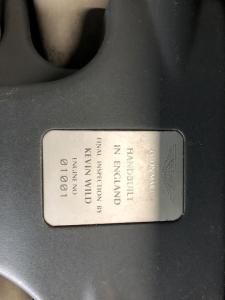 HANDBUILT
IN ENGLAND
FINAL INSPECTION BY
KEVIN WILD
ENGINE NO
01001